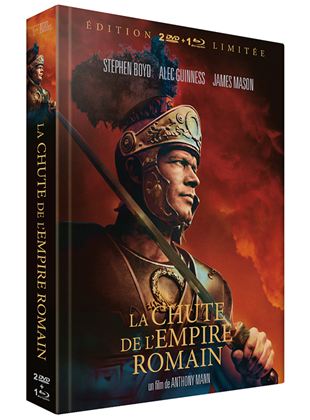 ÉDITION 2 DVD + 1 Blu-ray LIMITÉE
STEPHEN BOYD ALEC GUINNESS JAMES MASON
LA CHUTE
DE L'EMPIRE
ROMAIN
un film de ANTHONY MANN
LA CHUTE DE L'EMPIRE ROMAIN
2 DVD
+
1 Blu-ray